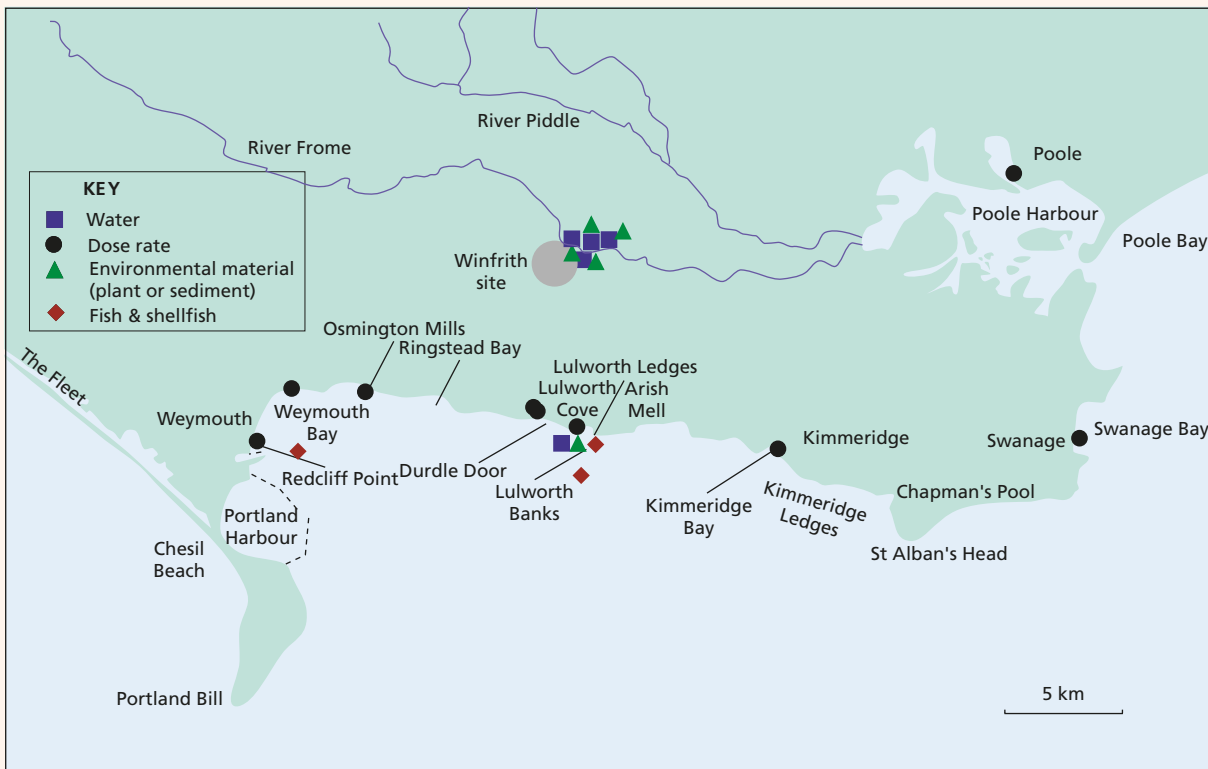 River Piddle
River Frome
Poole
KEY
Water
Dose rate
Environmental material
(plant or sediment)
Fish & shellfish
Poole Harbour
Poole Bay
Winfrith
site
Osmington Mills
Ringstead Bay
The Fleet
Lulworth Ledges
Lulworth
Cove
Arish
Mell
Weymouth
Weymouth
Bay
Redcliff Point
Durdle Door
Lulworth
Banks
Kimmeridge
Kimmeridge
Bay
Kimmeridge
Ledges
Swanage
Swanage Bay
Chapman's Pool
St Alban's Head
Portland
Harbour
Chesil
Beach
Portland Bill
5 km